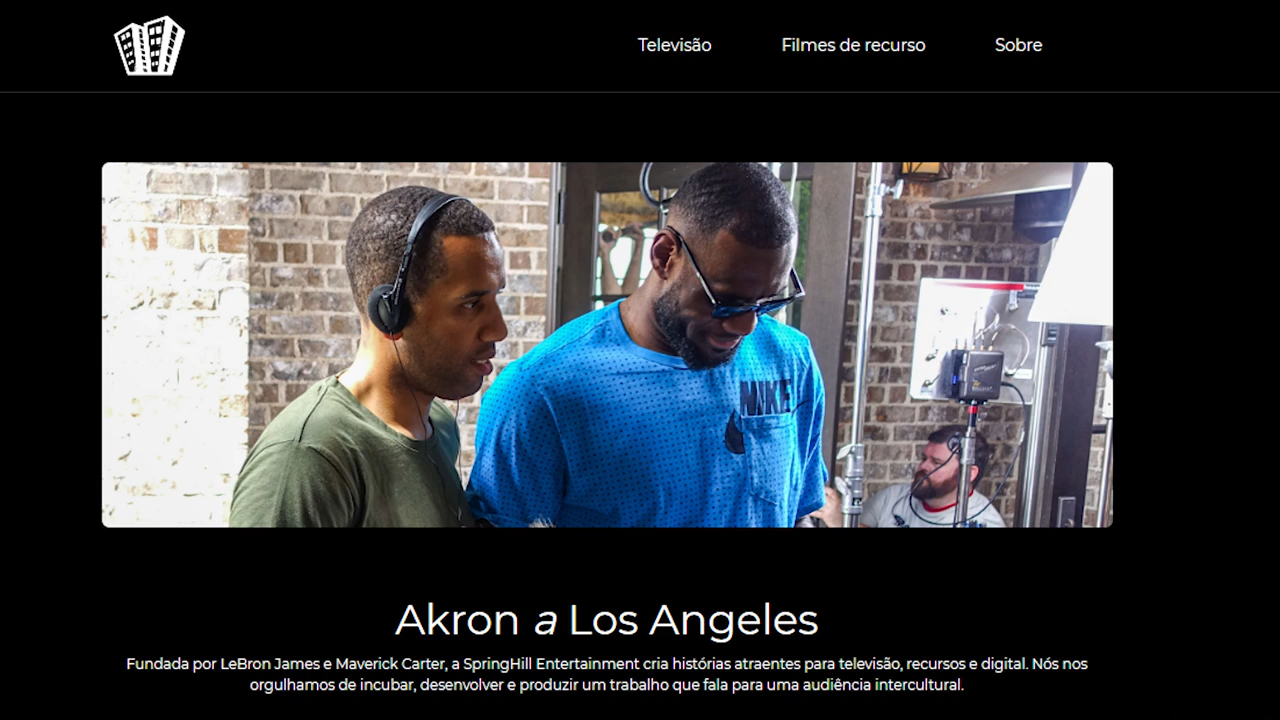 Televisão Filmes de recurso Sobre
NIKE
Akron a Los Angeles
Fundada por LeBron James e Maverick Carter, a SpringHill Entertainment cria histórias atraentes para televisão, recursos e digital. Nós nos
orgulhamos de incubar, desenvolver e produzir um trabalho que fala para uma audiência intercultural.